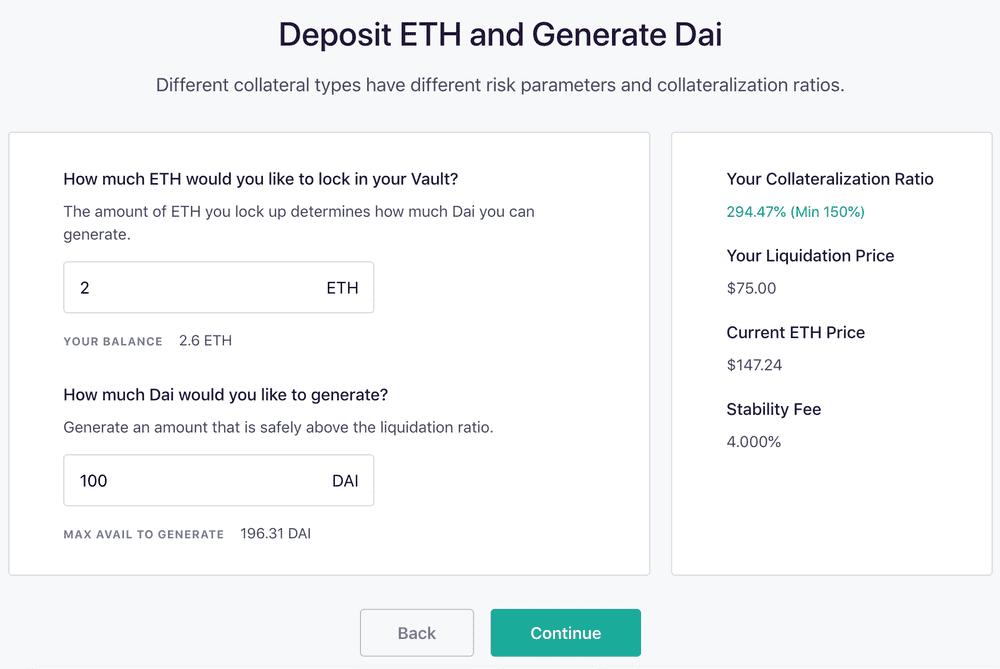 Deposit ETH and Generate Dai
Different collateral types have different risk parameters and collateralization ratios.
How much ETH would you like to lock in your Vault?
The amount of ETH you lock up determines how much Dai you can
generate.
2 ETH
YOUR BALANCE 2.6 ETH
How much Dai would you like to generate?
Generate an amount that is safely above the liquidation ratio.
100 DAI
MAX AVAIL TO GENERATE 196.31 DAI
Your Collateralization Ratio
294.47% (Min 150%)
Your Liquidation Price
$75.00
Current ETH Price
$147.24
Stability Fee
4.000%
Back
Continue